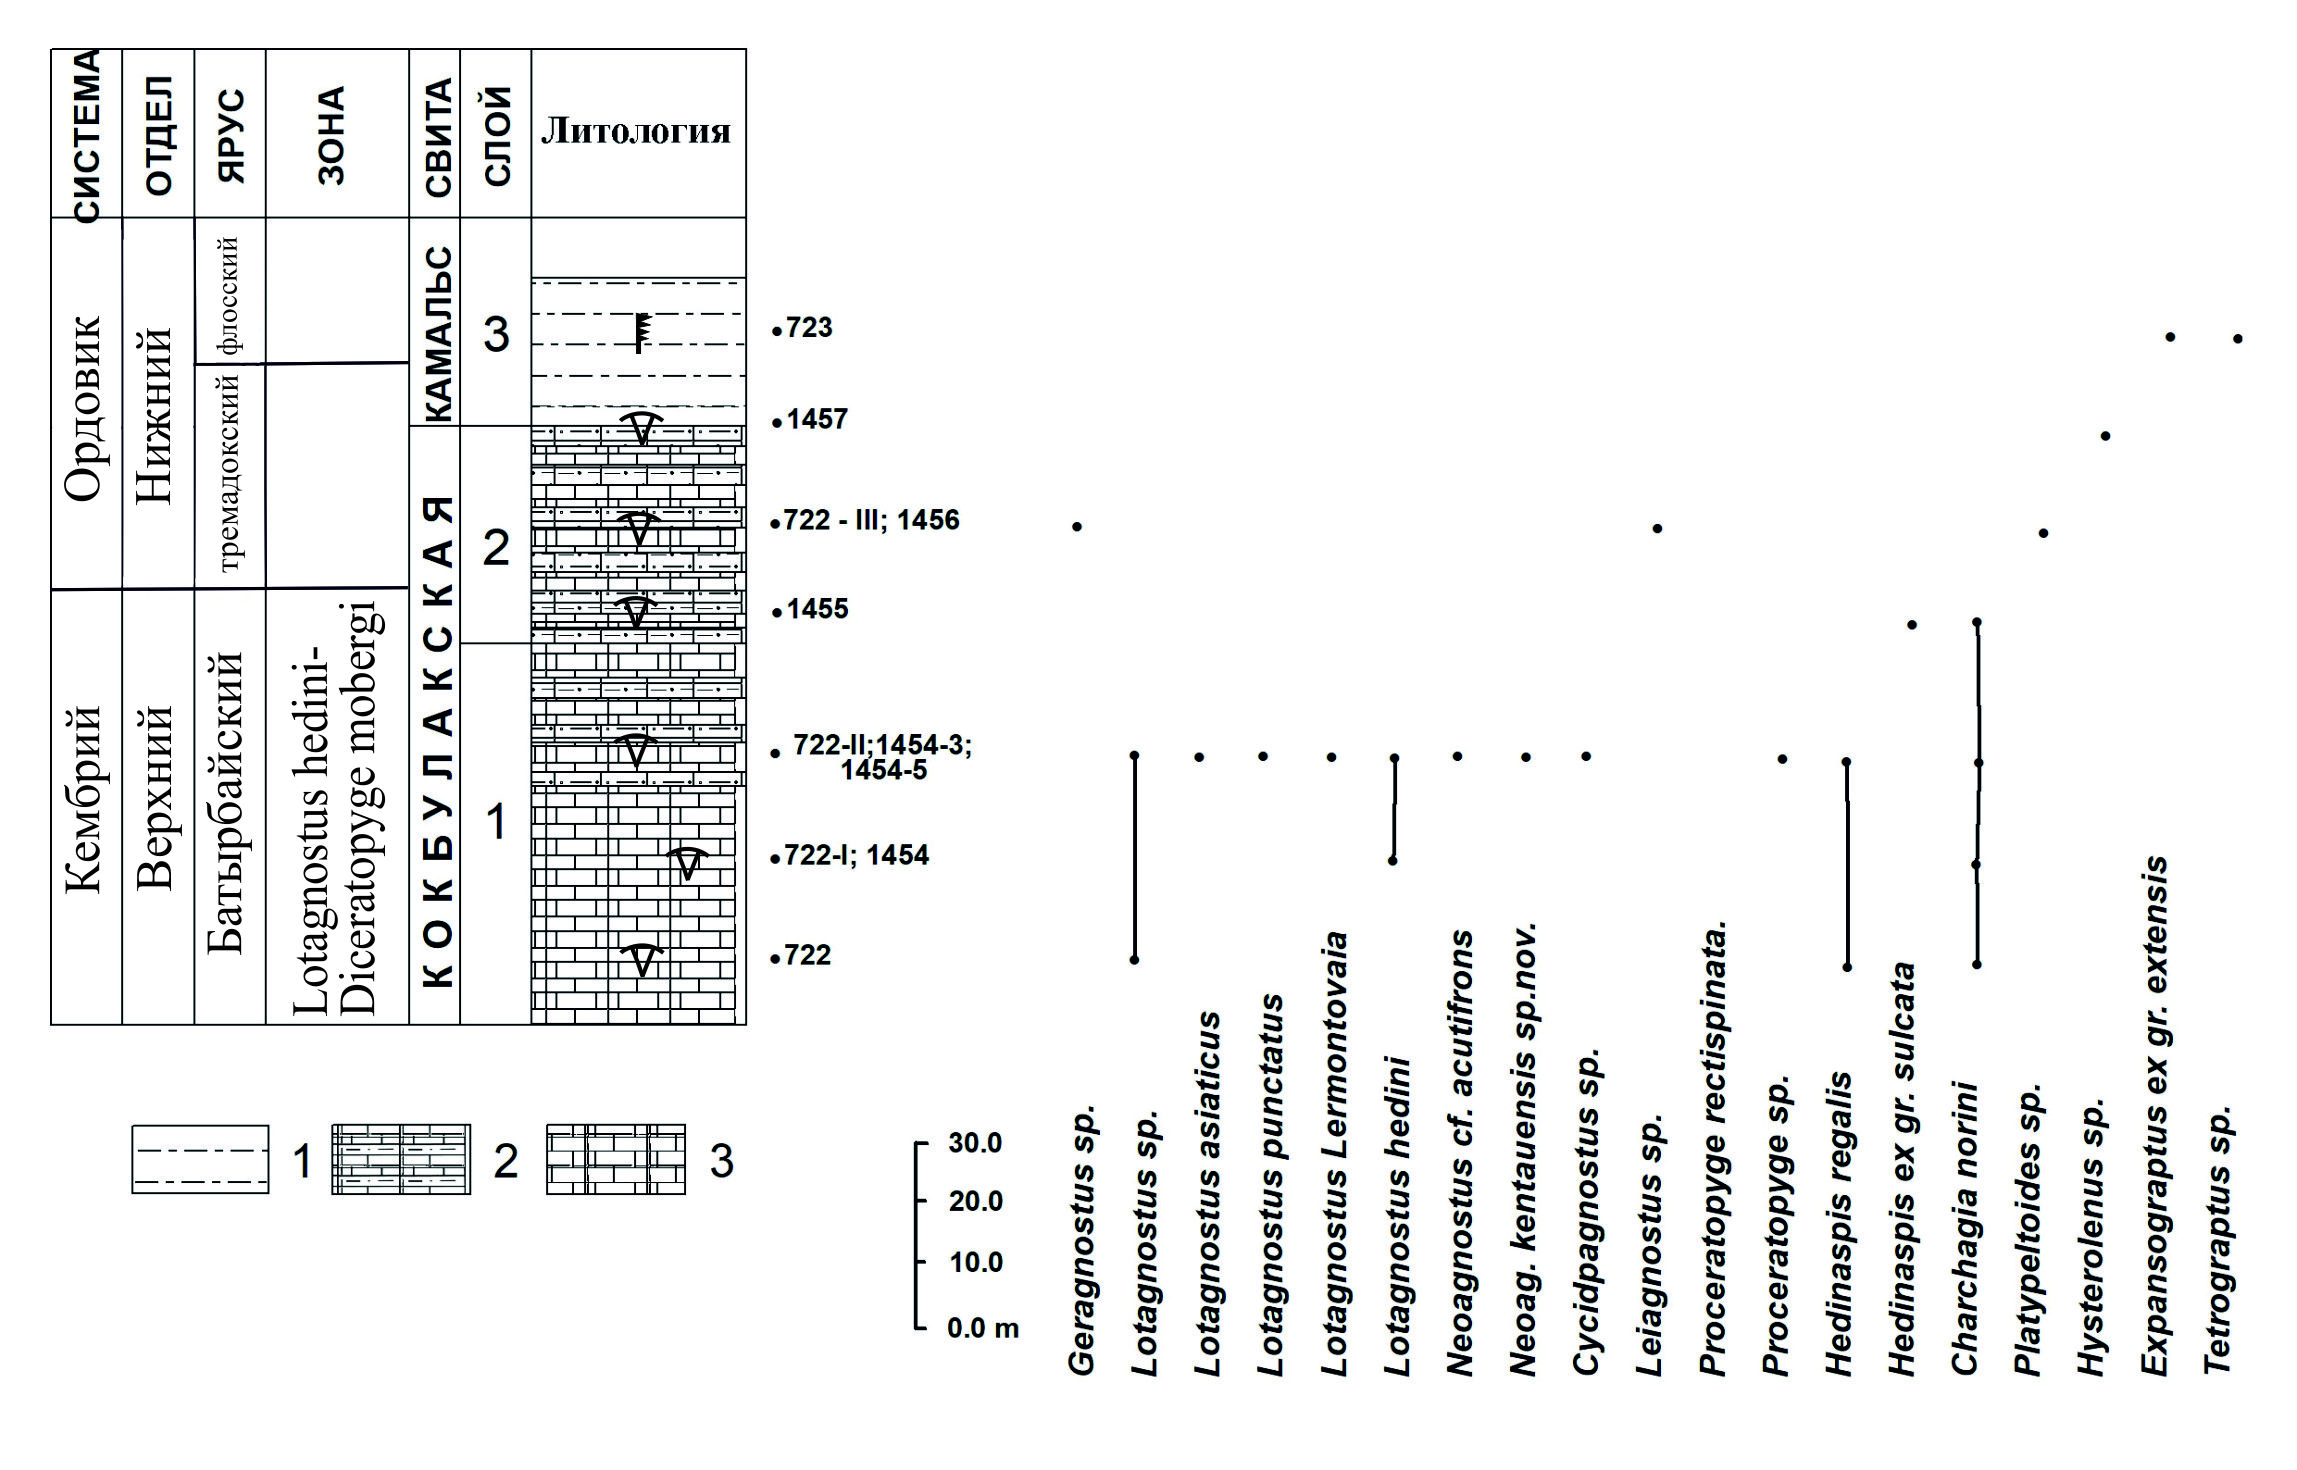 СИСТЕМА
ОТДЕЛ
ЯРУС
ЗОНА
СВИТА
СЛОЙ
Литология
Ордовик
Нижний
флосский
тремадокский
КАМАЛЬС
3
2
1
КОКБУЛАКСКАЯ
Кембрий
Верхний
Батырбайский
Lotagnostus hedini-
Diceratopyge mobergi
723
1457
722 - III; 1456
1455
722-II;1454-3;
1454-5
722-I; 1454
722
1
2
3
30.0
20.0
10.0
0.0 m
Geragnostus sp.
Lotagnostus sp.
Lotagnostus asiaticus
Lotagnostus punctatus
Lotagnostus Lermontovaia
Lotagnostus hedini
Neoagnostus cf. acutifrons
Neoag. kentauensis sp.nov.
Cycidpagnostus sp.
Leiagnostus sp.
Proceratopyge rectispinata.
Proceratopyge sp.
Hedinaspis regalis
Hedinaspis ex gr. sulcata
Charchagia norini
Platypeltoides sp.
Hysterolenus sp.
Expansograptus ex gr. extensis
Tetrograptus sp.